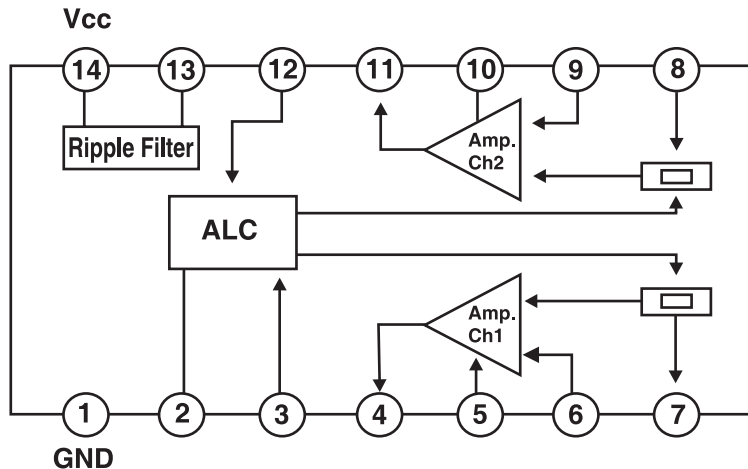 Vcc
14 13 12 11 10 9 8
Ripple Filter
Amp.
Ch2
ALC
Amp.
Ch1
1 2 3 4 5 6 7
GND